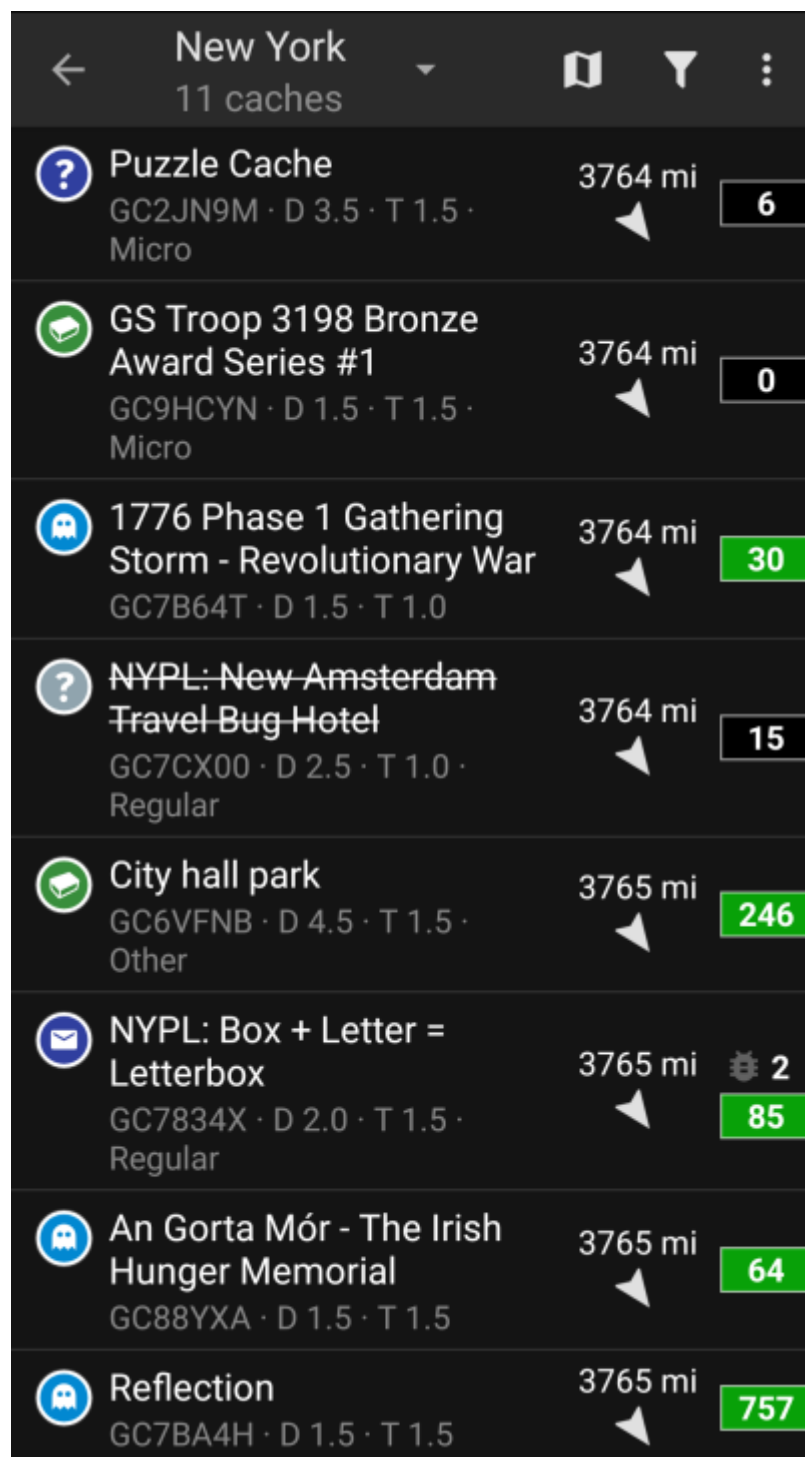 New York
11 caches
?
Puzzle Cache
3764 mi
6
GC2JN9M · D 3.5 · T 1.5 ·
Micro
GS Troop 3198 Bronze
Award Series #1
3764 mi
0
GC9HCYN · D 1.5 · T 1.5 ·
Micro
1776 Phase 1 Gathering
Storm - Revolutionary War
3764 mi
30
GC7B64T · D 1.5 · T 1.0
?
NYPL: New Amsterdam
Travel Bug Hotel
3764 mi
15
GC7CX00 · D 2.5 · T 1.0 ·
Regular
City hall park
3765 mi
246
GC6VFNB · D 4.5 · T 1.5 ·
Other
NYPL: Box + Letter =
Letterbox
3765 mi
2
85
GC7834X · D 2.0 · T 1.5 ·
Regular
An Gorta Mór - The Irish
Hunger Memorial
3765 mi
64
GC88YXA · D 1.5 · T 1.5
Reflection
3765 mi
757
GC7BA4H · D 1.5 · T 1.5